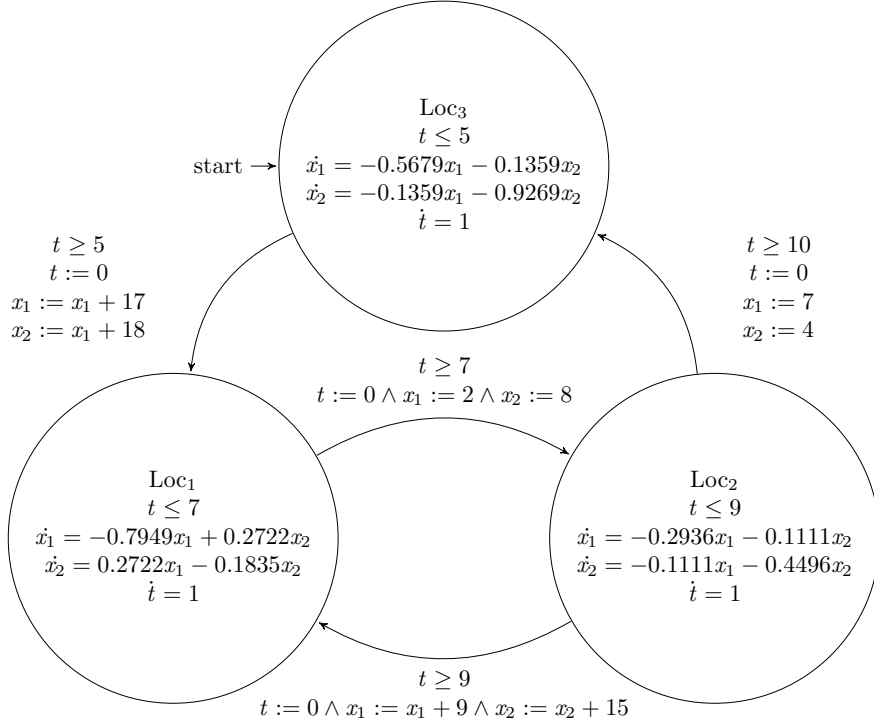 Loc₃
t ≤ 5
ẋ₁ = −0.5679x₁ − 0.1359x₂
ẋ₂ = −0.1359x₁ − 0.9269x₂
ṫ = 1
start
t ≥ 5
t := 0
x₁ := x₁ + 17
x₂ := x₁ + 18
t ≥ 10
t := 0
x₁ := 7
x₂ := 4
t ≥ 7
t := 0 ∧ x₁ := 2 ∧ x₂ := 8
Loc₁
t ≤ 7
ẋ₁ = −0.7949x₁ + 0.2722x₂
ẋ₂ = 0.2722x₁ − 0.1835x₂
ṫ = 1
Loc₂
t ≤ 9
ẋ₁ = −0.2936x₁ − 0.1111x₂
ẋ₂ = −0.1111x₁ − 0.4496x₂
ṫ = 1
t ≥ 9
t := 0 ∧ x₁ := x₁ + 9 ∧ x₂ := x₂ + 15